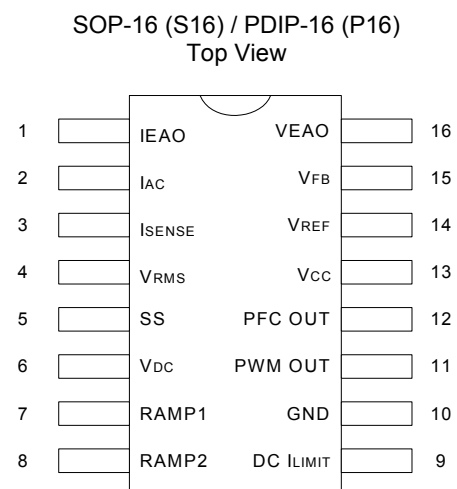 SOP-16 (S16) / PDIP-16 (P16)
Top View
1 IEAO VEAO 16
2 IAC VFB 15
3 ISENSE VREF 14
4 VRMS VCC 13
5 SS PFC OUT 12
6 VDC PWM OUT 11
7 RAMP1 GND 10
8 RAMP2 DC ILIMIT 9